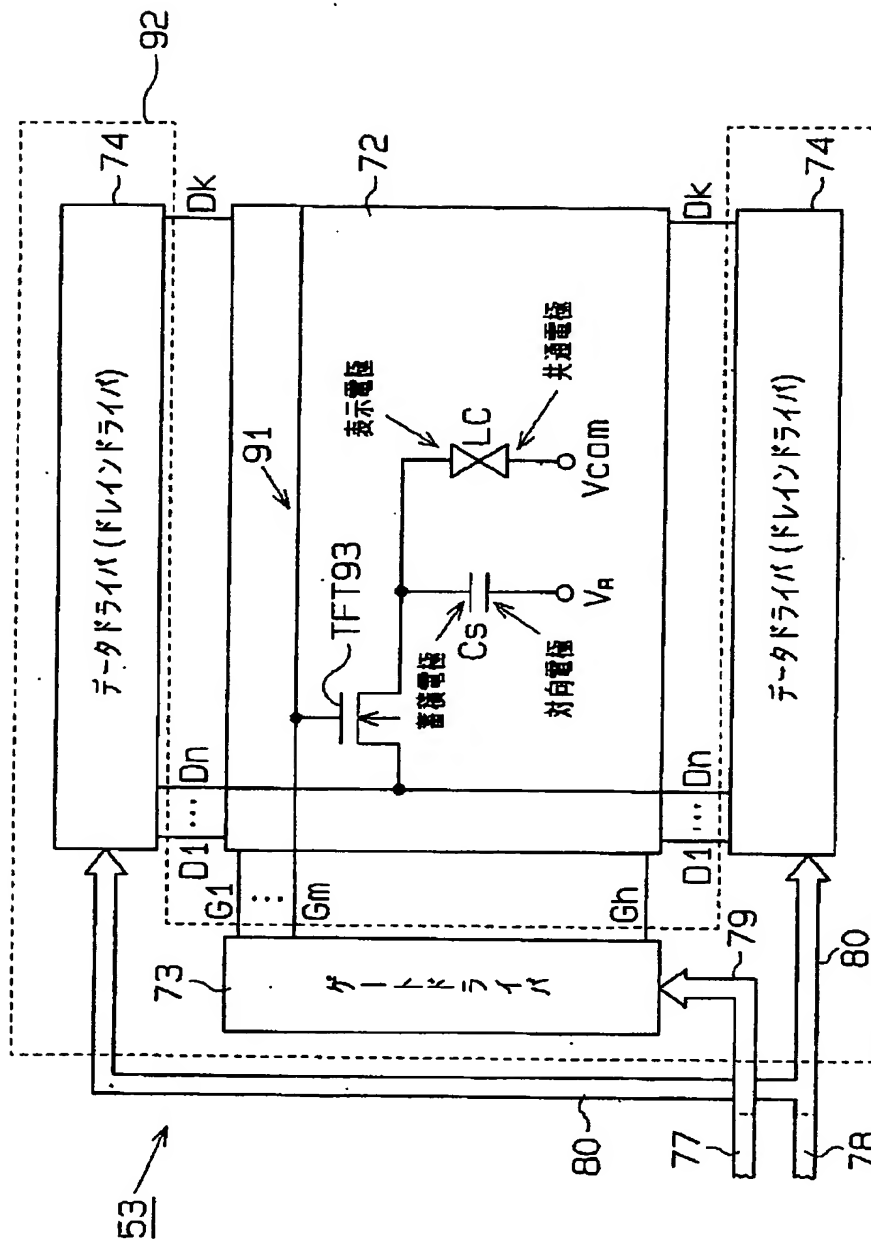 53
92
74
データドライバ(ドレインドライバ)
D1 ... Dn
Dk
G1
...
Gm
Gh
73
ゲートドライバ
91
72
TFT93
表示電極
LC
共通電極
蓄積電極
Cs
対向電極
VR
Vcom
D1 ... Dn
Dk
74
データドライバ(ドレインドライバ)
79
80
80
77
78